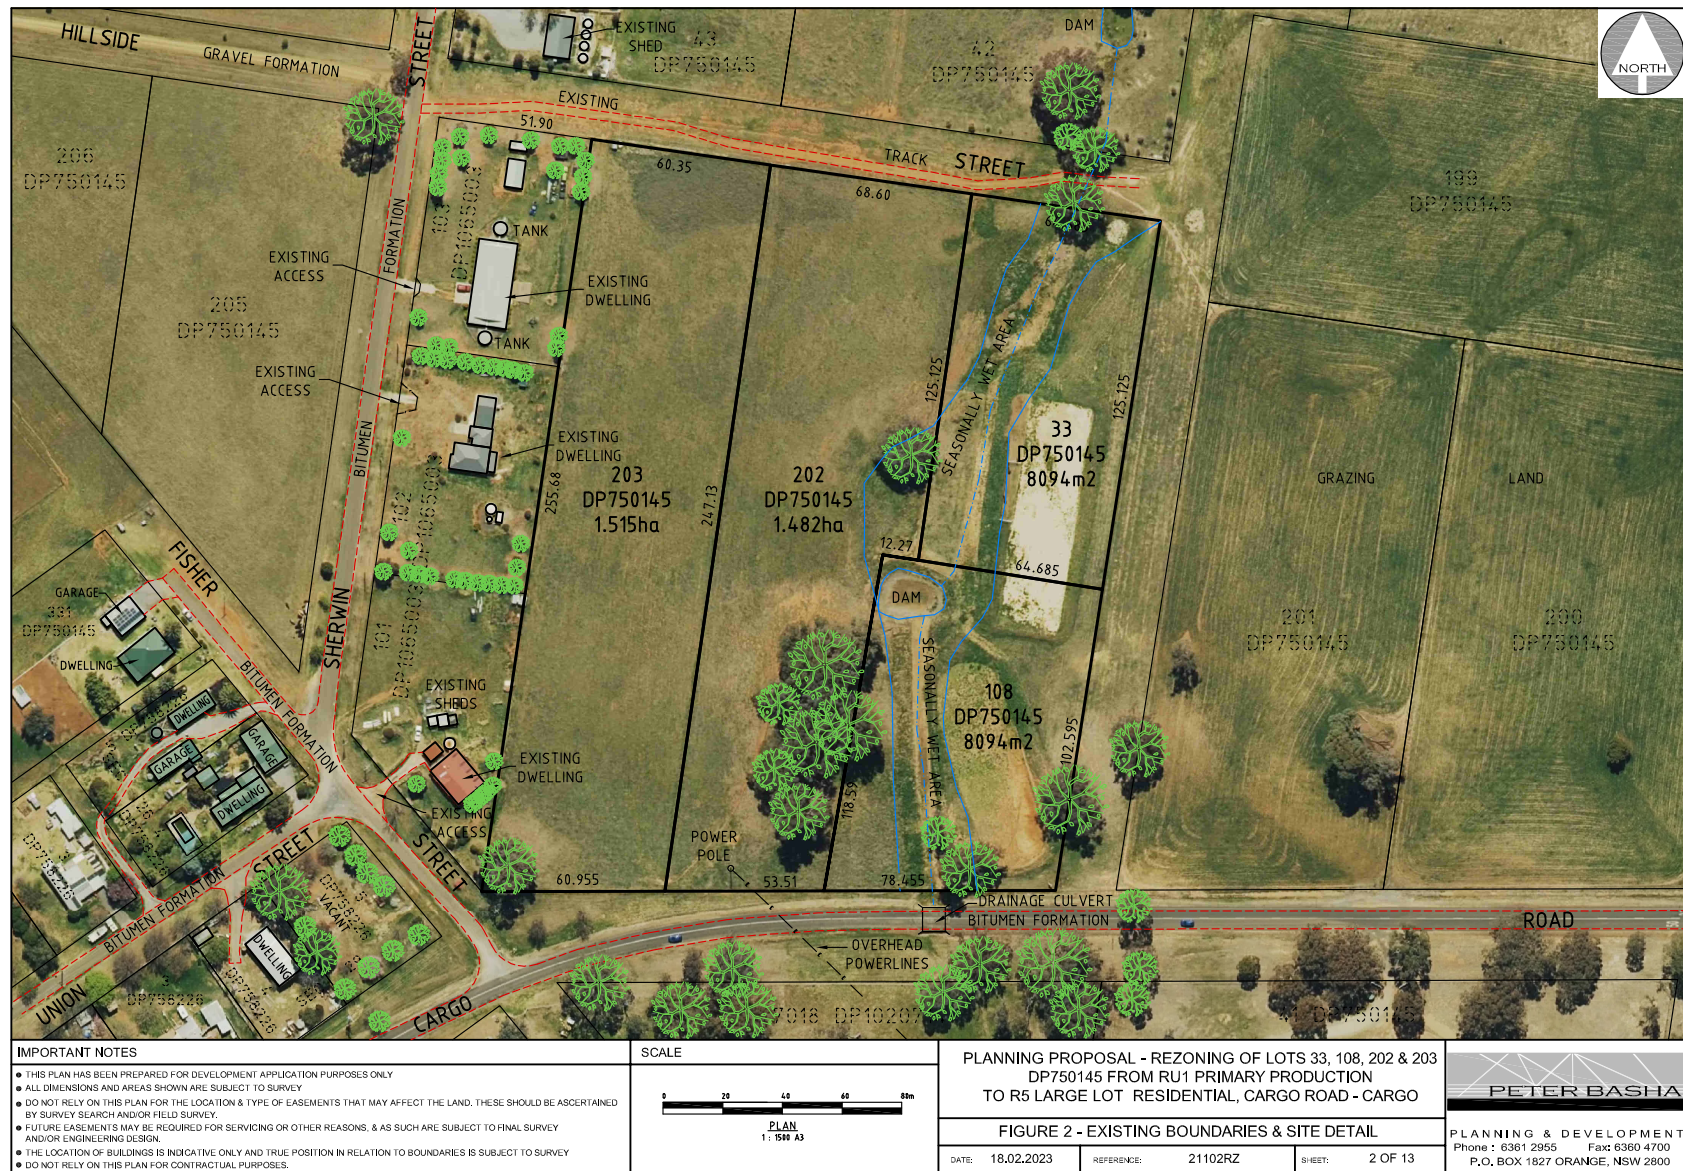 HILLSIDE
GRAVEL FORMATION
STREET
EXISTING
SHED
43
DP750145
42
DP750145
DAM
NORTH
EXISTING
TRACK
STREET
51.90
60.35
68.60
206
DP750145
205
DP750145
199
DP750145
103
DP1065003
TANK
EXISTING
DWELLING
TANK
EXISTING
ACCESS
EXISTING
ACCESS
FORMATION
BITUMEN
SHERWIN
102
DP1065003
EXISTING
DWELLING
101
DP1065003
255.68
203
DP750145
1.515ha
247.13
202
DP750145
1.482ha
125.125
SEASONALLY WET AREA
125.125
33
DP750145
8094m2
12.27
64.685
DAM
SEASONALLY WET AREA
108
DP750145
8094m2
102.595
118.59
GRAZING
LAND
201
DP750145
200
DP750145
FISHER
GARAGE
331
DP750145
DWELLING
DWELLING
GARAGE
GARAGE
DWELLING
BITUMEN FORMATION
EXISTING
SHEDS
EXISTING
DWELLING
EXISTING
ACCESS
STREET
STREET
BITUMEN FORMATION
UNION
DP758226
VACANT
DWELLING
DP758226
DP758226
POWER
POLE
60.955
53.51
78.455
DRAINAGE CULVERT
BITUMEN FORMATION
ROAD
OVERHEAD
POWERLINES
CARGO
7018 DP10207
DP750145
IMPORTANT NOTES
● THIS PLAN HAS BEEN PREPARED FOR DEVELOPMENT APPLICATION PURPOSES ONLY
● ALL DIMENSIONS AND AREAS SHOWN ARE SUBJECT TO SURVEY
● DO NOT RELY ON THIS PLAN FOR THE LOCATION & TYPE OF EASEMENTS THAT MAY AFFECT THE LAND. THESE SHOULD BE ASCERTAINED
BY SURVEY SEARCH AND/OR FIELD SURVEY.
● FUTURE EASEMENTS MAY BE REQUIRED FOR SERVICING OR OTHER REASONS, & AS SUCH ARE SUBJECT TO FINAL SURVEY
AND/OR ENGINEERING DESIGN.
● THE LOCATION OF BUILDINGS IS INDICATIVE ONLY AND TRUE POSITION IN RELATION TO BOUNDARIES IS SUBJECT TO SURVEY
● DO NOT RELY ON THIS PLAN FOR CONTRACTUAL PURPOSES.
SCALE
0 20 40 60 80m
PLAN
1 : 1500 A3
PLANNING PROPOSAL - REZONING OF LOTS 33, 108, 202 & 203
DP750145 FROM RU1 PRIMARY PRODUCTION
TO R5 LARGE LOT RESIDENTIAL, CARGO ROAD - CARGO
FIGURE 2 - EXISTING BOUNDARIES & SITE DETAIL
DATE: 18.02.2023 REFERENCE: 21102RZ SHEET: 2 OF 13
PETER BASHA
PLANNING & DEVELOPMENT
Phone : 6361 2955 Fax: 6360 4700
P.O. BOX 1827 ORANGE, NSW 2800